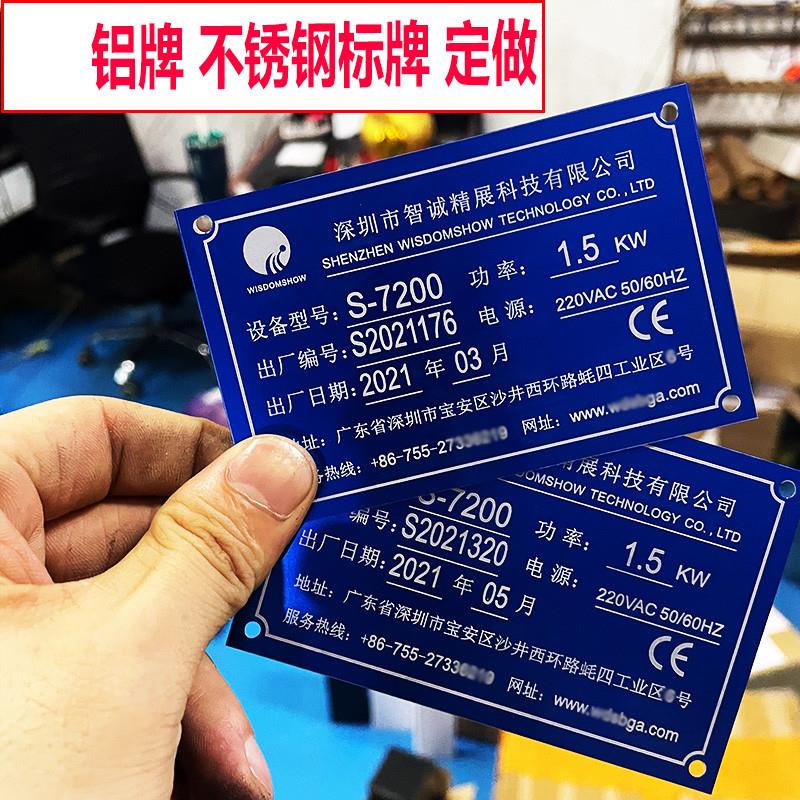 铝牌 不锈钢标牌 定做
深圳市智诚精展科技有限公司
SHENZHEN WISDOMSHOW TECHNOLOGY CO.,LTD
WISDOMSHOW
设备型号: S-7200 功率: 1.5 KW
出厂编号: S2021176 电源: 220VAC 50/60HZ
出厂日期: 2021 年 03 月 CE
地址: 广东省深圳市宝安区沙井西环路蚝四工业区 号
服务热线: +86-755-2733 网址: www. ga.com
精展科技有限公司
DOMSHOW TECHNOLOGY CO.,LTD
S-7200 功率: 1.5 KW
编号: S2021320 电源: 220VAC 50/60HZ
出厂日期: 2021 年 05 月 CE
地址: 广东省深圳市宝安区沙井西环路蚝四工业区 号
服务热线: +86-755-2733 网址: www. ga.com